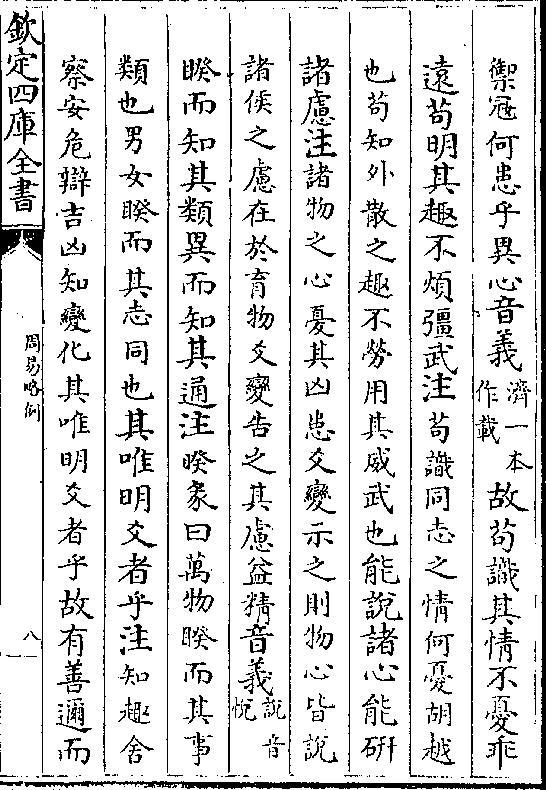 禦冦何患乎異心音義濟一本作載故苟識其情不憂乖
遠苟明其趣不煩彊武注苟識同志之情何憂胡越
也苟知外散之趣不勞用其威武也能說諸心能研
諸慮注諸物之心憂其凶患爻變示之則物心皆說
諸侯之慮在於育物爻變告之其慮益精音義說音悅
睽而知其類異而知其通注睽彖曰萬物睽而其事
類也男女睽而其志同也其唯明爻者乎注知趣舍
察安危辯吉凶知變化其唯明爻者乎故有善邇而
欽定四庫全書
周易略例
八